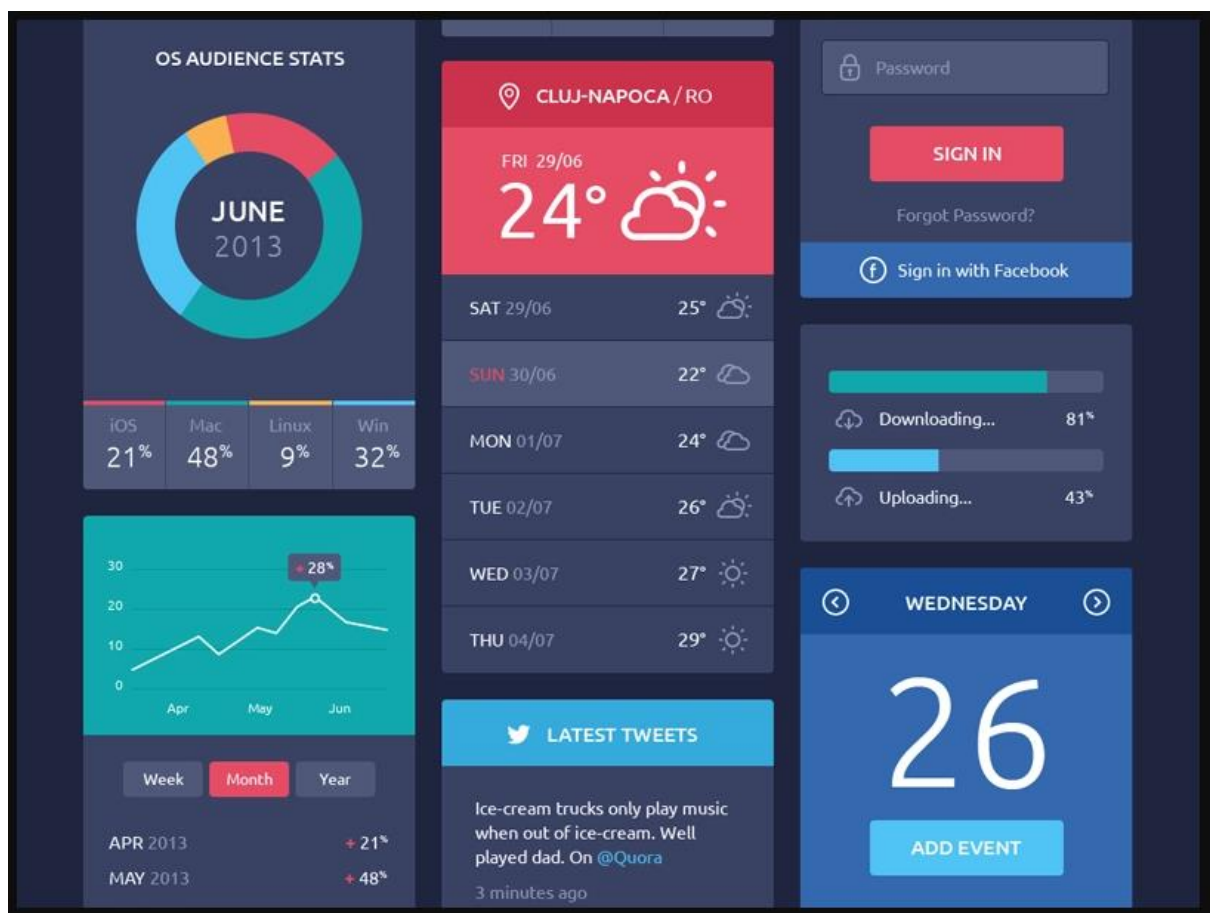 OS AUDIENCE STATS
JUNE
2013
iOS Mac Linux Win
21% 48% 9% 32%
30
+ 28%
20
10
0
Apr May Jun
Week Month Year
APR 2013 + 21%
MAY 2013 + 48%
CLUJ-NAPOCA / RO
FRI 29/06
24°
SAT 29/06 25°
SUN 30/06 22°
MON 01/07 24°
TUE 02/07 26°
WED 03/07 27°
THU 04/07 29°
LATEST TWEETS
Ice-cream trucks only play music
when out of ice-cream. Well
played dad. On @Quora
3 minutes ago
Password
SIGN IN
Forgot Password?
f Sign in with Facebook
Downloading... 81%
Uploading... 43%
WEDNESDAY
26
ADD EVENT